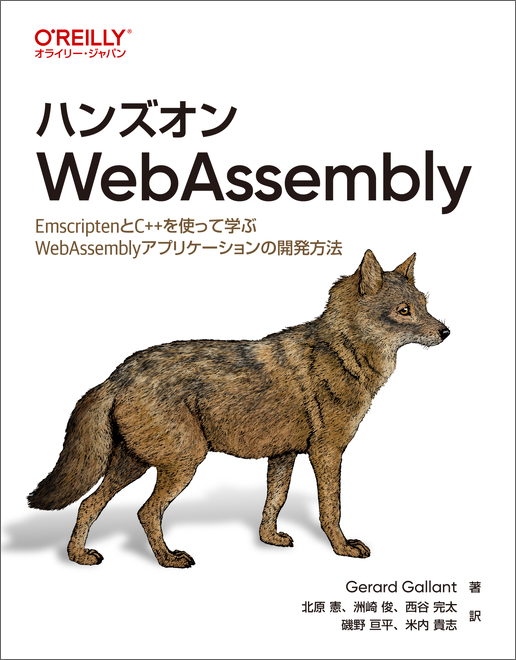 O'REILLY®
オライリー・ジャパン
ハンズオン
WebAssembly
EmscriptenとC++を使って学ぶ
WebAssemblyアプリケーションの開発方法
Gerard Gallant 著
北原 憲、洲崎 俊、西谷 完太
磯野 亘平、米内 貴志 訳